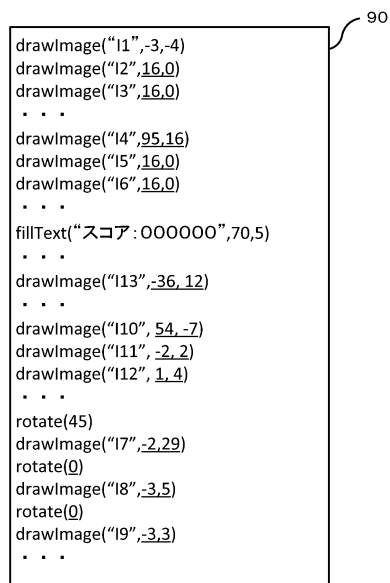 90
drawImage(“I1”,-3,-4)
drawImage(“I2”,16,0)
drawImage(“I3”,16,0)
・・・
drawImage(“I4”,95,16)
drawImage(“I5”,16,0)
drawImage(“I6”,16,0)
・・・
fillText(“スコア:OOOOOO”,70,5)
・・・
drawImage(“I13”,-36, 12)
・・・
drawImage(“I10”, 54, -7)
drawImage(“I11”, -2, 2)
drawImage(“I12”, 1, 4)
・・・
rotate(45)
drawImage(“I7”,-2,29)
rotate(0)
drawImage(“I8”,-3,5)
rotate(0)
drawImage(“I9”,-3,3)
・・・